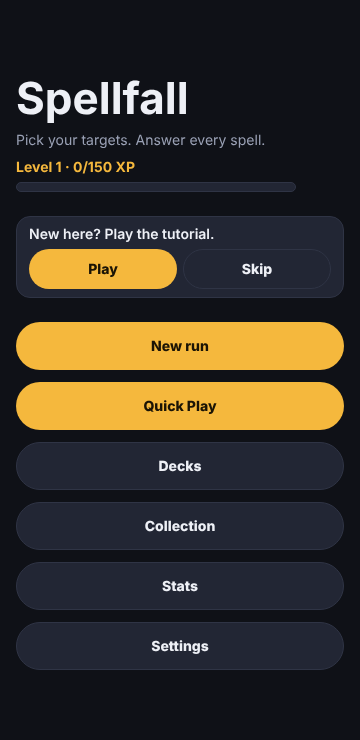 Spellfall
Pick your targets. Answer every spell.
Level 1 · 0/150 XP
New here? Play the tutorial.
Play
Skip
New run
Quick Play
Decks
Collection
Stats
Settings